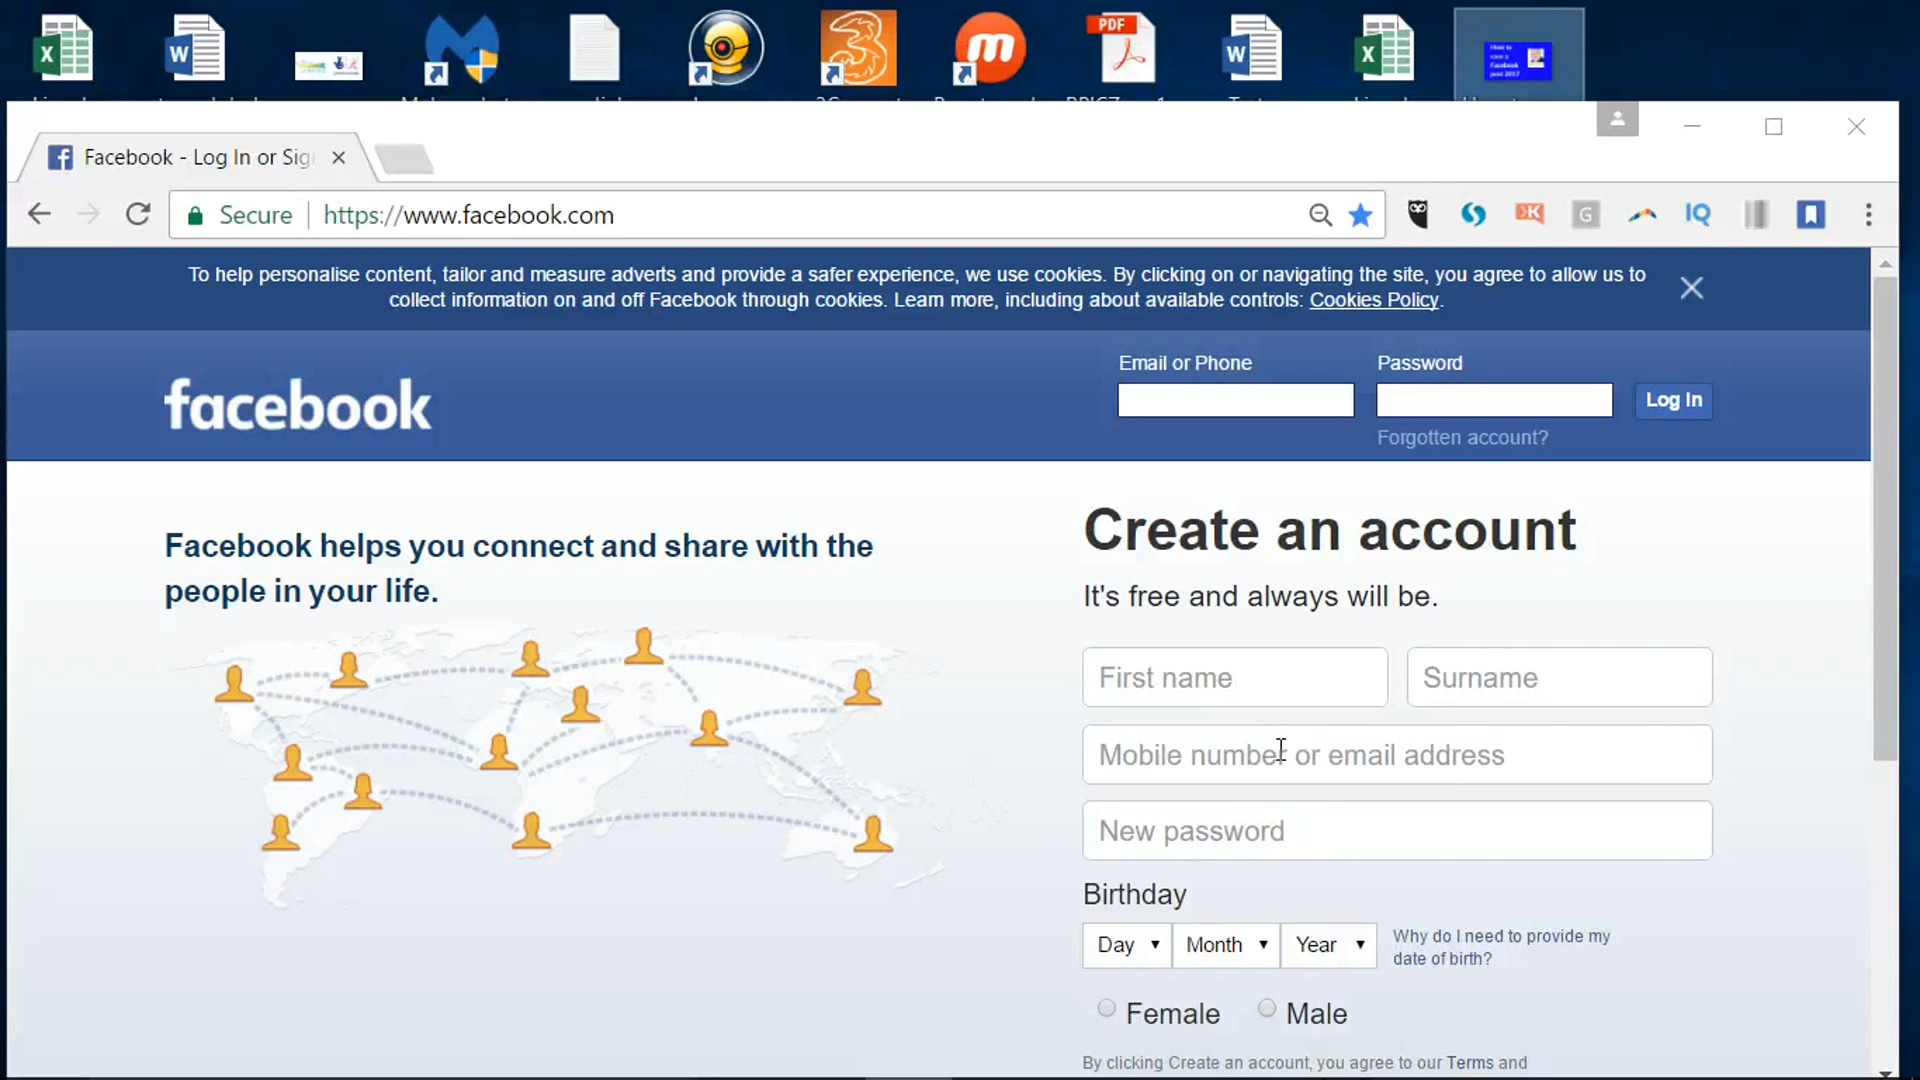 PDF
How to
Facebook
post 2017
Facebook - Log In or Sig
Secure
https://www.facebook.com
To help personalise content, tailor and measure adverts and provide a safer experience, we use cookies. By clicking on or navigating the site, you agree to allow us to
collect information on and off Facebook through cookies. Learn more, including about available controls: Cookies Policy.
facebook
Email or Phone
Password
Log In
Forgotten account?
Facebook helps you connect and share with the
people in your life.
Create an account
It's free and always will be.
First name
Surname
Mobile number or email address
New password
Birthday
Day
Month
Year
Why do I need to provide my
date of birth?
Female
Male
By clicking Create an account, you agree to our Terms and